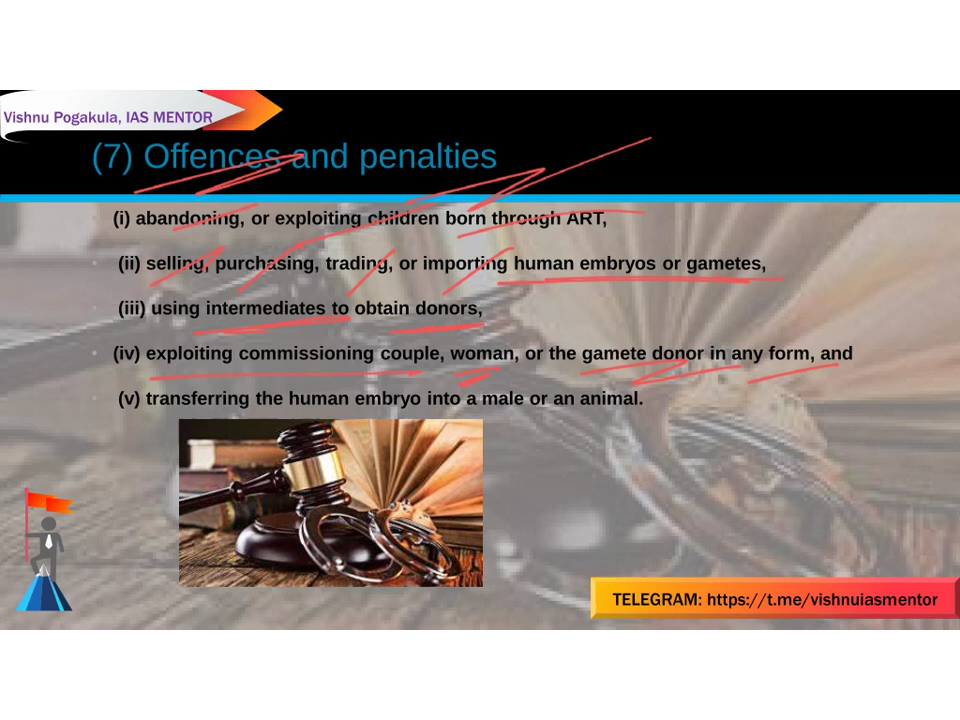 Vishnu Pogakula, IAS MENTOR
(7) Offences and penalties
(i) abandoning, or exploiting children born through ART,
(ii) selling, purchasing, trading, or importing human embryos or gametes,
(iii) using intermediates to obtain donors,
(iv) exploiting commissioning couple, woman, or the gamete donor in any form, and
(v) transferring the human embryo into a male or an animal.
TELEGRAM: https://t.me/vishnuiasmentor